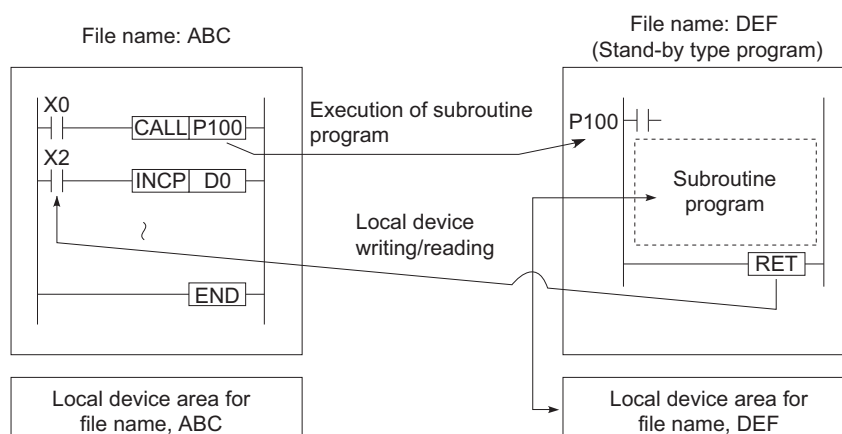 File name: ABC
File name: DEF
(Stand-by type program)
X0
CALL P100
Execution of subroutine
program
P100
X2
INCP D0
Subroutine
program
Local device
writing/reading
RET
END
Local device area for
file name, ABC
Local device area for
file name, DEF